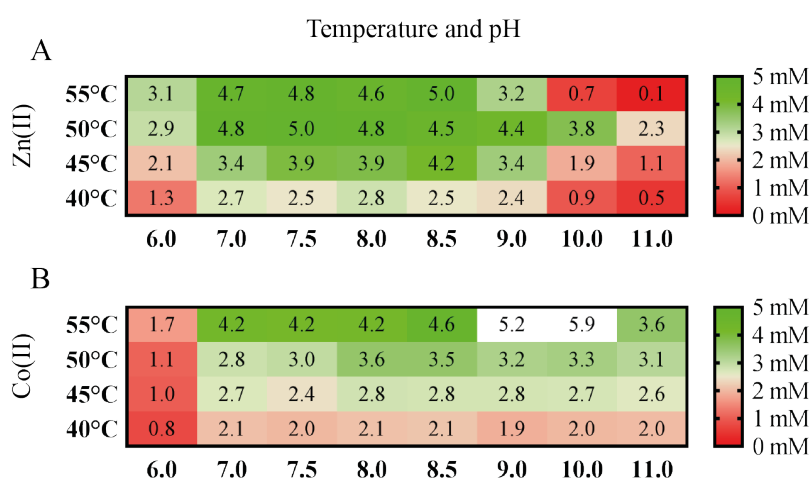 Temperature and pH
A
Zn(II)
55°C 3.1 4.7 4.8 4.6 5.0 3.2 0.7 0.1
50°C 2.9 4.8 5.0 4.8 4.5 4.4 3.8 2.3
45°C 2.1 3.4 3.9 3.9 4.2 3.4 1.9 1.1
40°C 1.3 2.7 2.5 2.8 2.5 2.4 0.9 0.5
6.0 7.0 7.5 8.0 8.5 9.0 10.0 11.0
5 mM
4 mM
3 mM
2 mM
1 mM
0 mM
B
Co(II)
55°C 1.7 4.2 4.2 4.2 4.6 5.2 5.9 3.6
50°C 1.1 2.8 3.0 3.6 3.5 3.2 3.3 3.1
45°C 1.0 2.7 2.4 2.8 2.8 2.8 2.7 2.6
40°C 0.8 2.1 2.0 2.1 2.1 1.9 2.0 2.0
6.0 7.0 7.5 8.0 8.5 9.0 10.0 11.0
5 mM
4 mM
3 mM
2 mM
1 mM
0 mM